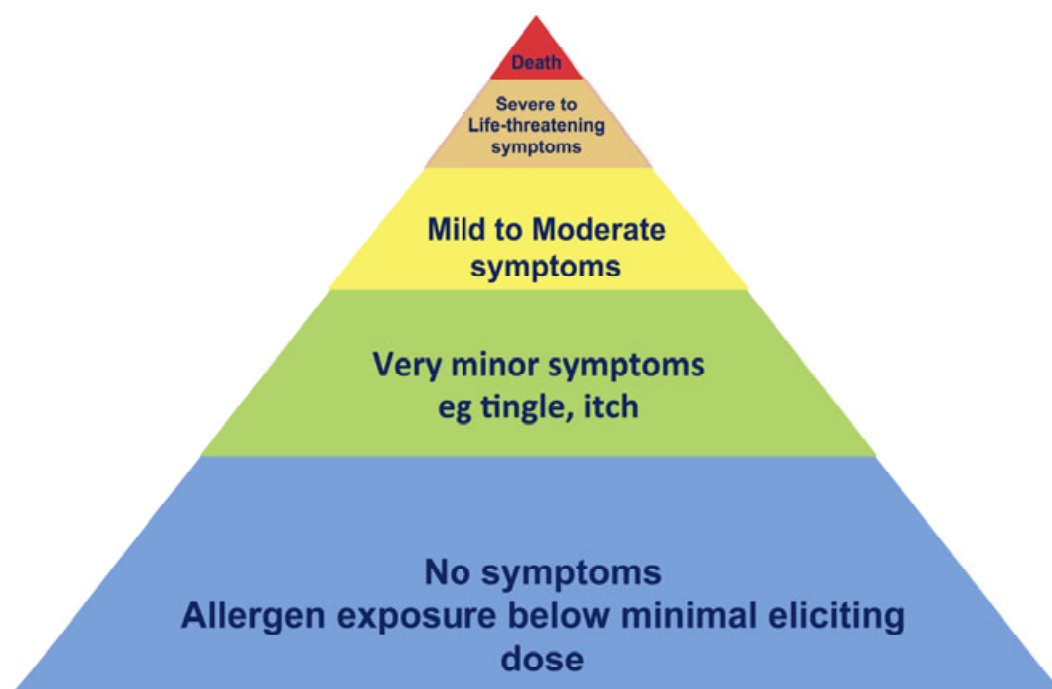 Death
Severe to
Life-threatening
symptoms
Mild to Moderate
symptoms
Very minor symptoms
eg tingle, itch
No symptoms
Allergen exposure below minimal eliciting
dose